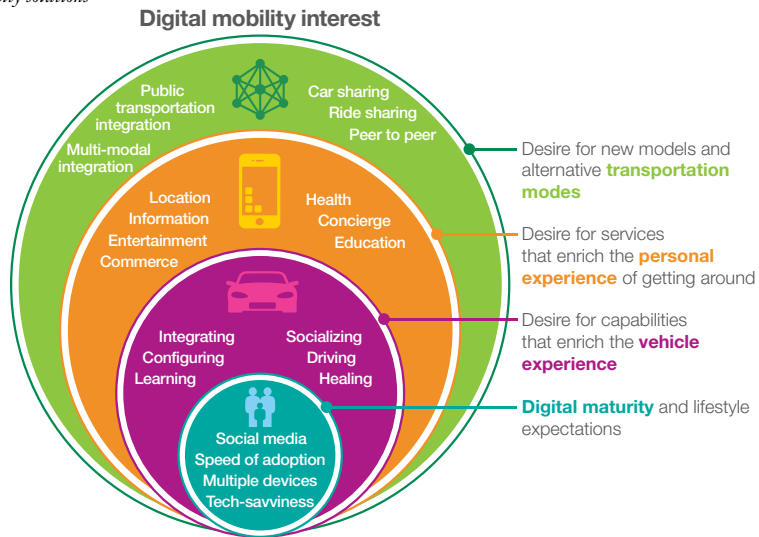 solutions
Digital mobility interest
Public
transportation
integration
Multi-modal
integration
Car sharing
Ride sharing
Peer to peer
Location
Information
Entertainment
Commerce
Health
Concierge
Education
Integrating
Configuring
Learning
Socializing
Driving
Healing
Social media
Speed of adoption
Multiple devices
Tech-savviness
Desire for new models and
alternative transportation
modes
Desire for services
that enrich the personal
experience of getting around
Desire for capabilities
that enrich the vehicle
experience
Digital maturity and lifestyle
expectations